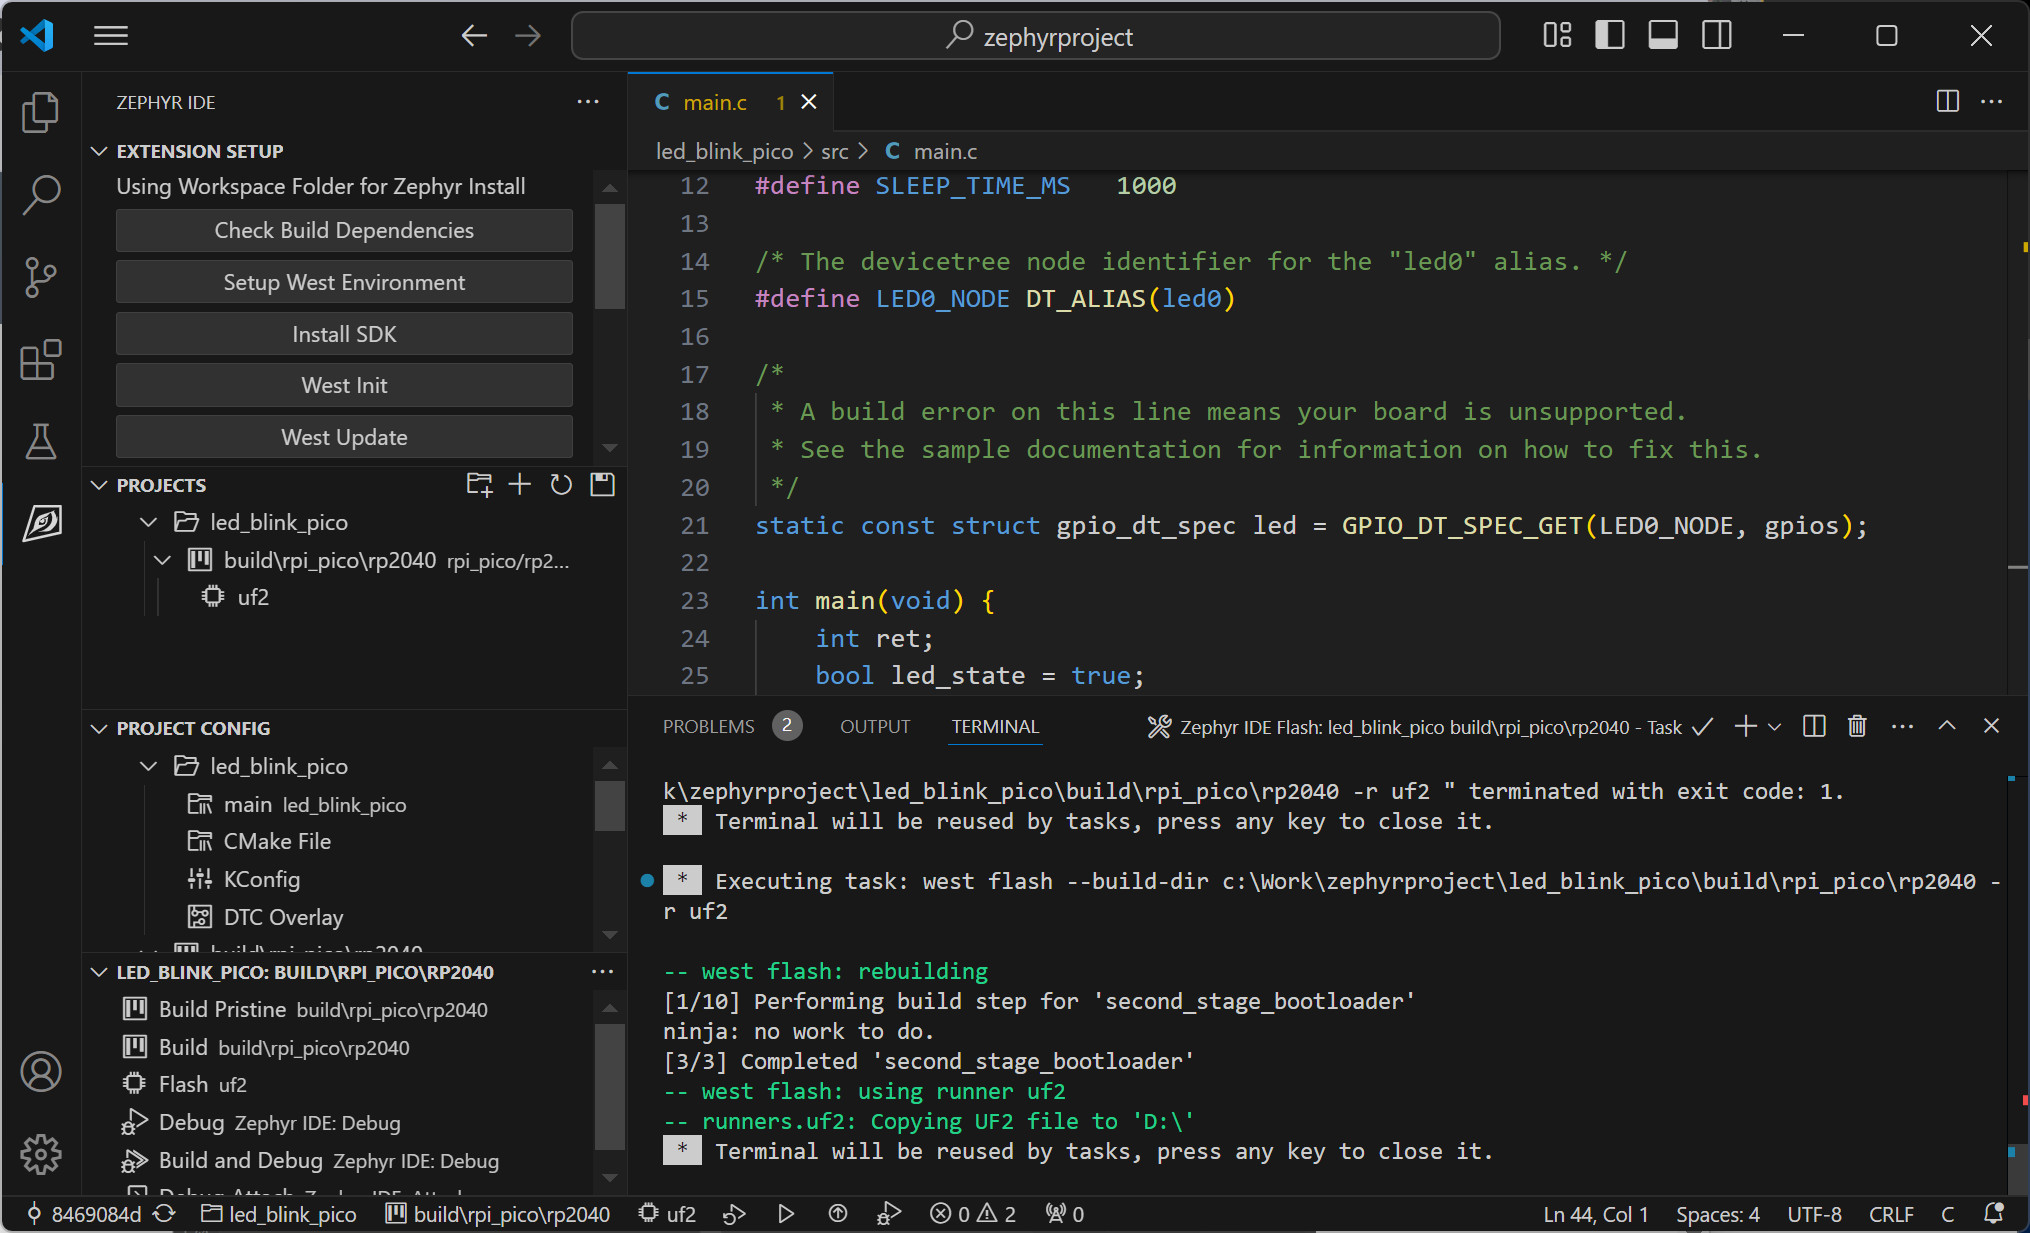 zephyrproject
ZEPHYR IDE
EXTENSION SETUP
Using Workspace Folder for Zephyr Install
Check Build Dependencies
Setup West Environment
Install SDK
West Init
West Update
PROJECTS
led_blink_pico
build\rpi_pico\rp2040 rpi_pico/rp2...
uf2
PROJECT CONFIG
led_blink_pico
main led_blink_pico
CMake File
KConfig
DTC Overlay
build\rpi_pico\rp2040
LED_BLINK_PICO: BUILD\RPI_PICO\RP2040
Build Pristine build\rpi_pico\rp2040
Build build\rpi_pico\rp2040
Flash uf2
Debug Zephyr IDE: Debug
Build and Debug Zephyr IDE: Debug
Debug Attach Zephyr IDE: Attach
C main.c 1
led_blink_pico > src > C main.c
12 #define SLEEP_TIME_MS 1000
13
14 /* The devicetree node identifier for the "led0" alias. */
15 #define LED0_NODE DT_ALIAS(led0)
16
17 /*
18 * A build error on this line means your board is unsupported.
19 * See the sample documentation for information on how to fix this.
20 */
21 static const struct gpio_dt_spec led = GPIO_DT_SPEC_GET(LED0_NODE, gpios);
22
23 int main(void) {
24 int ret;
25 bool led_state = true;
PROBLEMS 2 OUTPUT TERMINAL Zephyr IDE Flash: led_blink_pico build\rpi_pico\rp2040 - Task
k\zephyrproject\led_blink_pico\build\rpi_pico\rp2040 -r uf2 " terminated with exit code: 1.
* Terminal will be reused by tasks, press any key to close it.
* Executing task: west flash --build-dir c:\Work\zephyrproject\led_blink_pico\build\rpi_pico\rp2040 -
r uf2
-- west flash: rebuilding
[1/10] Performing build step for 'second_stage_bootloader'
ninja: no work to do.
[3/3] Completed 'second_stage_bootloader'
-- west flash: using runner uf2
-- runners.uf2: Copying UF2 file to 'D:\'
* Terminal will be reused by tasks, press any key to close it.
8469084d led_blink_pico build\rpi_pico\rp2040 uf2 0 2 0 Ln 44, Col 1 Spaces: 4 UTF-8 CRLF C